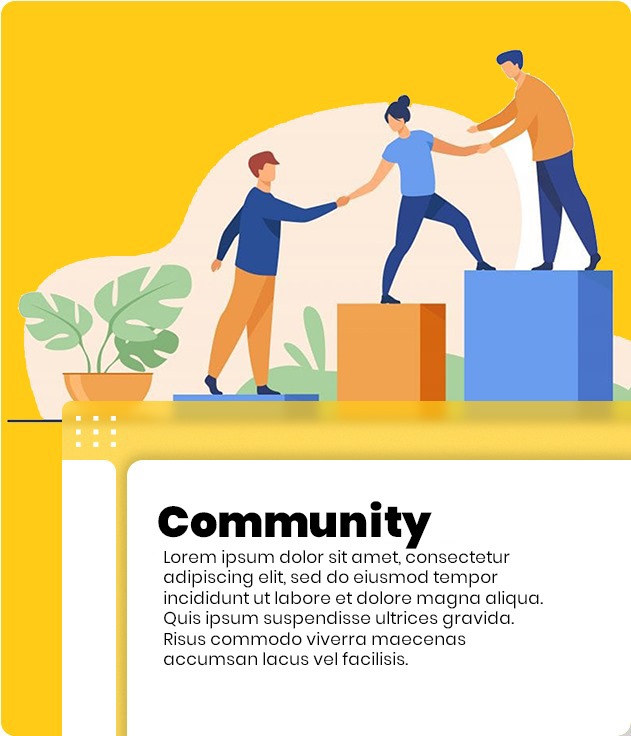 Community
Lorem ipsum dolor sit amet, consectetur
adipiscing elit, sed do eiusmod tempor
incididunt ut labore et dolore magna aliqua.
Quis ipsum suspendisse ultrices gravida.
Risus commodo viverra maecenas
accumsan lacus vel facilisis.